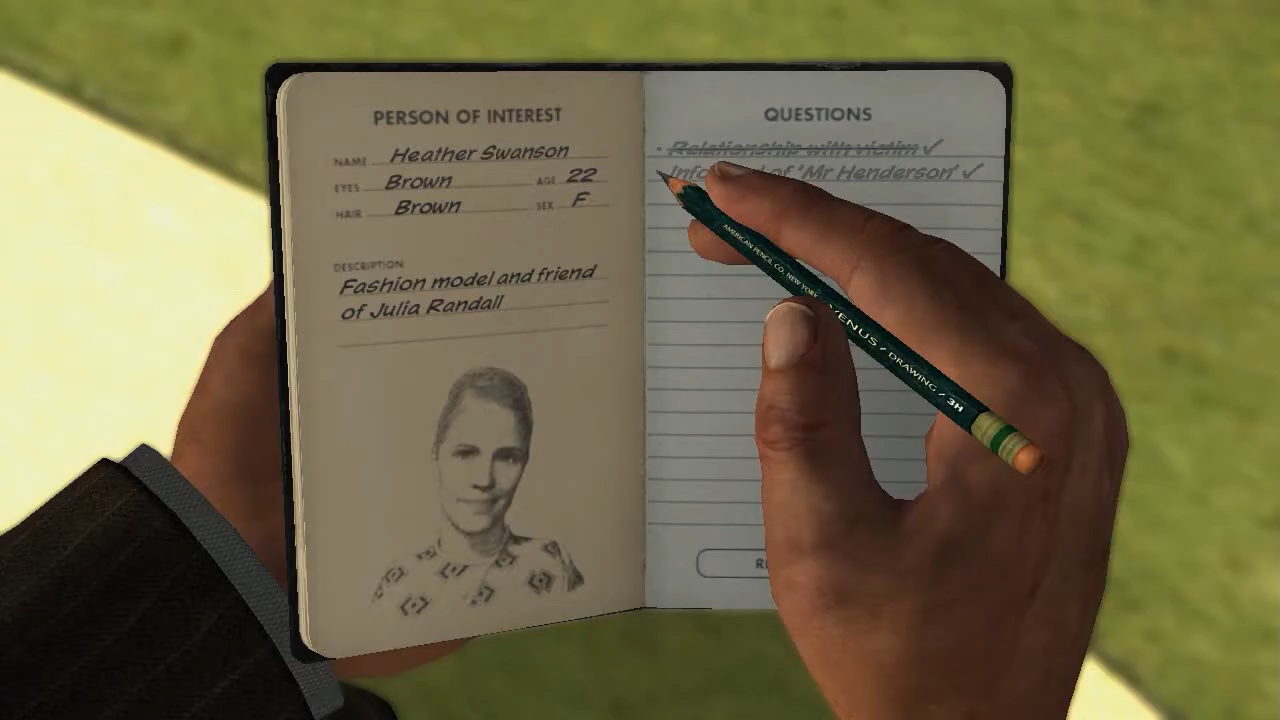 PERSON OF INTEREST
NAME Heather Swanson
EYES Brown AGE 22
HAIR Brown SEX F
DESCRIPTION
Fashion model and friend
of Julia Randall
QUESTIONS
· Relationship with victim ✓
of 'Mr Henderson' ✓
AMERICAN PENCIL CO. NEW YORK VENUS / DRAWING / 3H